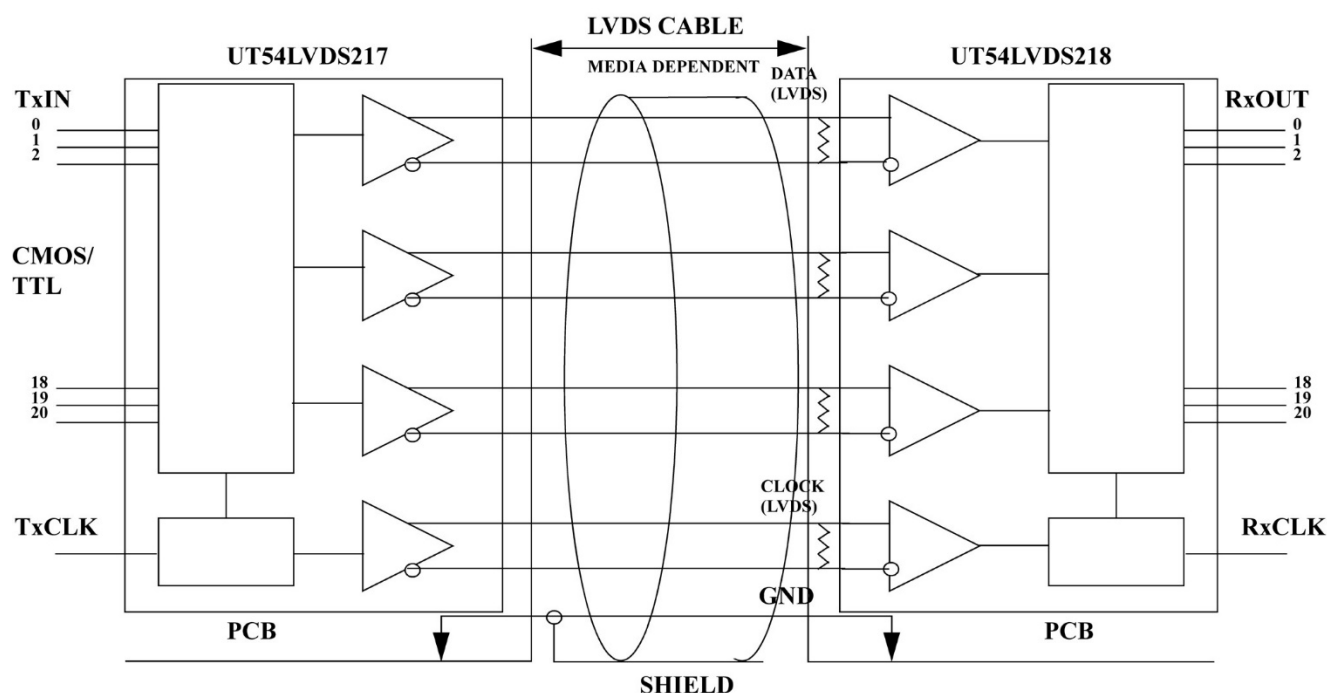 LVDS CABLE
UT54LVDS217
MEDIA DEPENDENT
UT54LVDS218
DATA
(LVDS)
TxIN
0
1
2
RxOUT
0
1
2
CMOS/
TTL
18
19
20
18
19
20
CLOCK
(LVDS)
TxCLK
RxCLK
GND
PCB
PCB
SHIELD